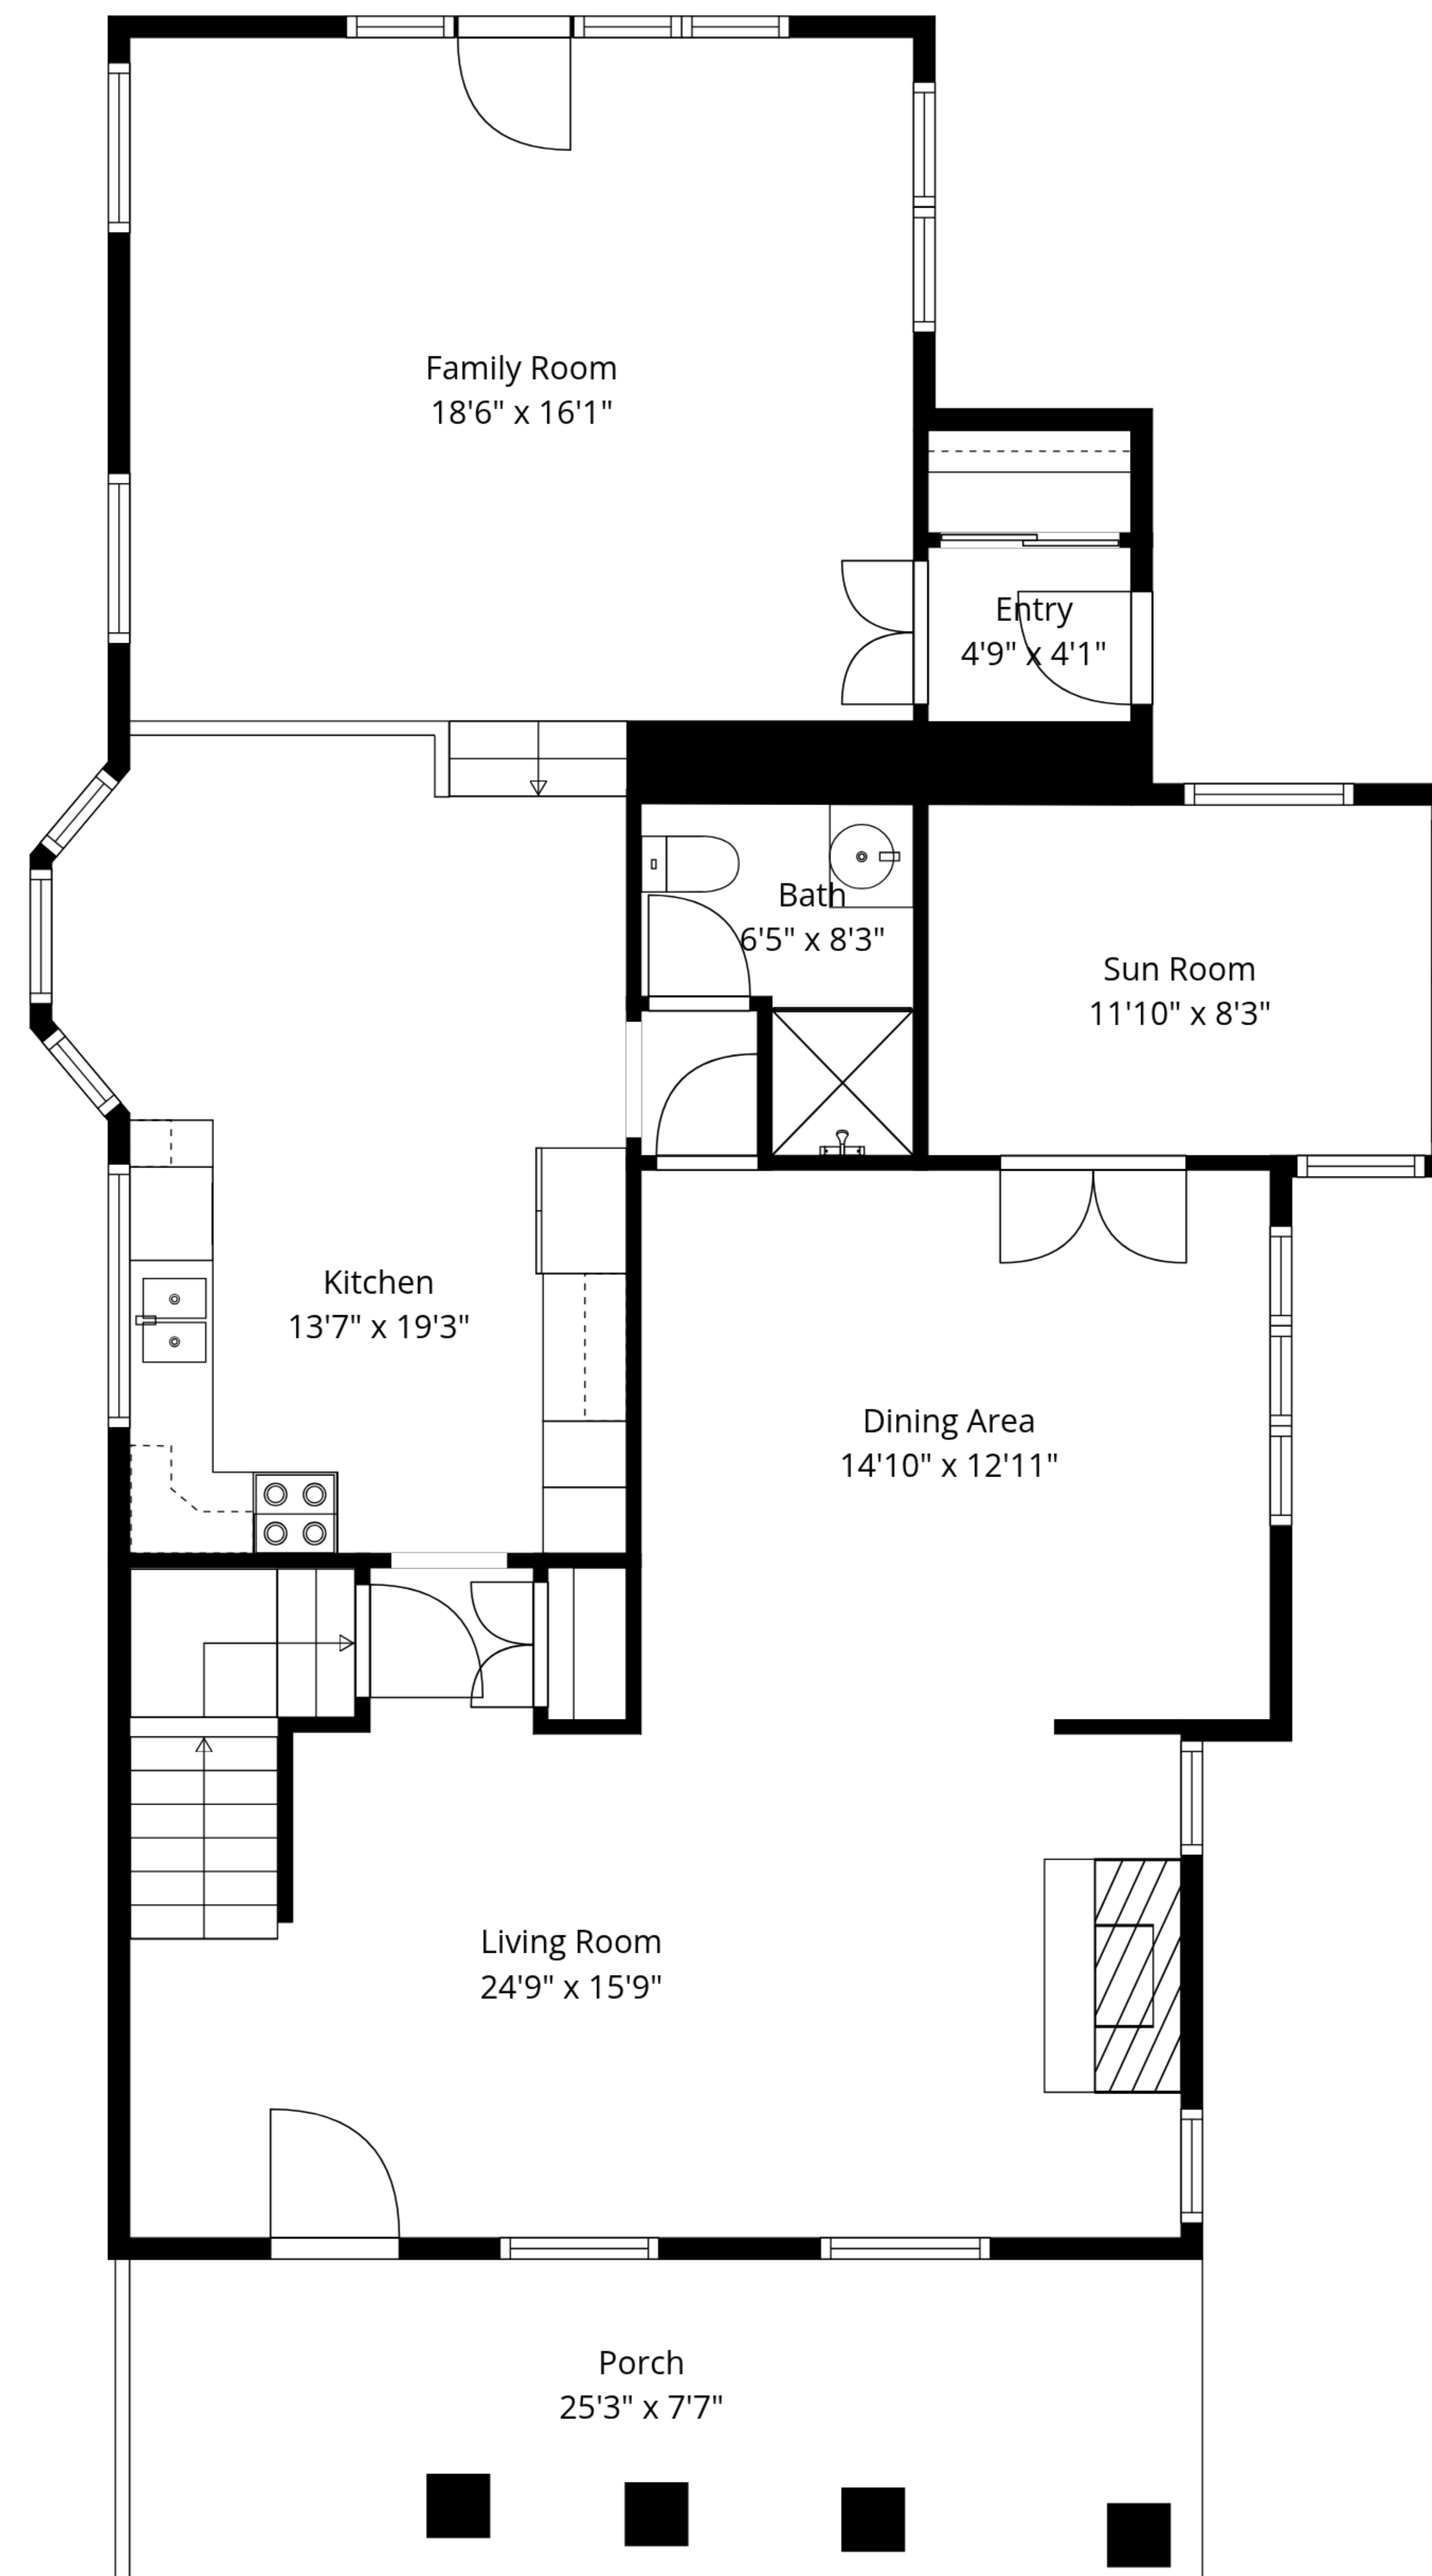 Family Room
18'6" x 16'1"
Entry
4'9" x 4'1"
Bath
6'5" x 8'3"
Sun Room
11'10" x 8'3"
Kitchen
13'7" x 19'3"
Dining Area
14'10" x 12'11"
Living Room
24'9" x 15'9"
Porch
25'3" x 7'7"